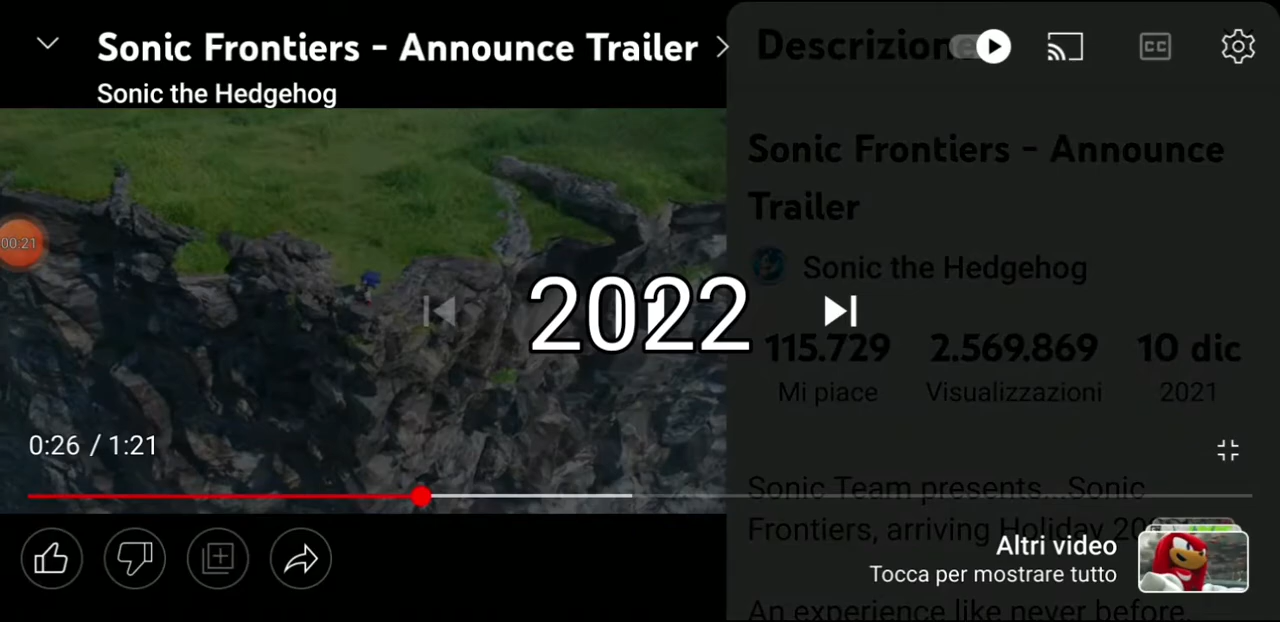 Sonic Frontiers - Announce Trailer
Sonic the Hedgehog
Descrizione
CC
Sonic Frontiers - Announce
Trailer
Sonic the Hedgehog
00:21
2022
115.729
2.569.869
10 dic
Mi piace
Visualizzazioni
2021
0:26 / 1:21
Sonic Team presents...Sonic
Frontiers, arriving Holiday
Altri video
Tocca per mostrare tutto
An experience like never before.